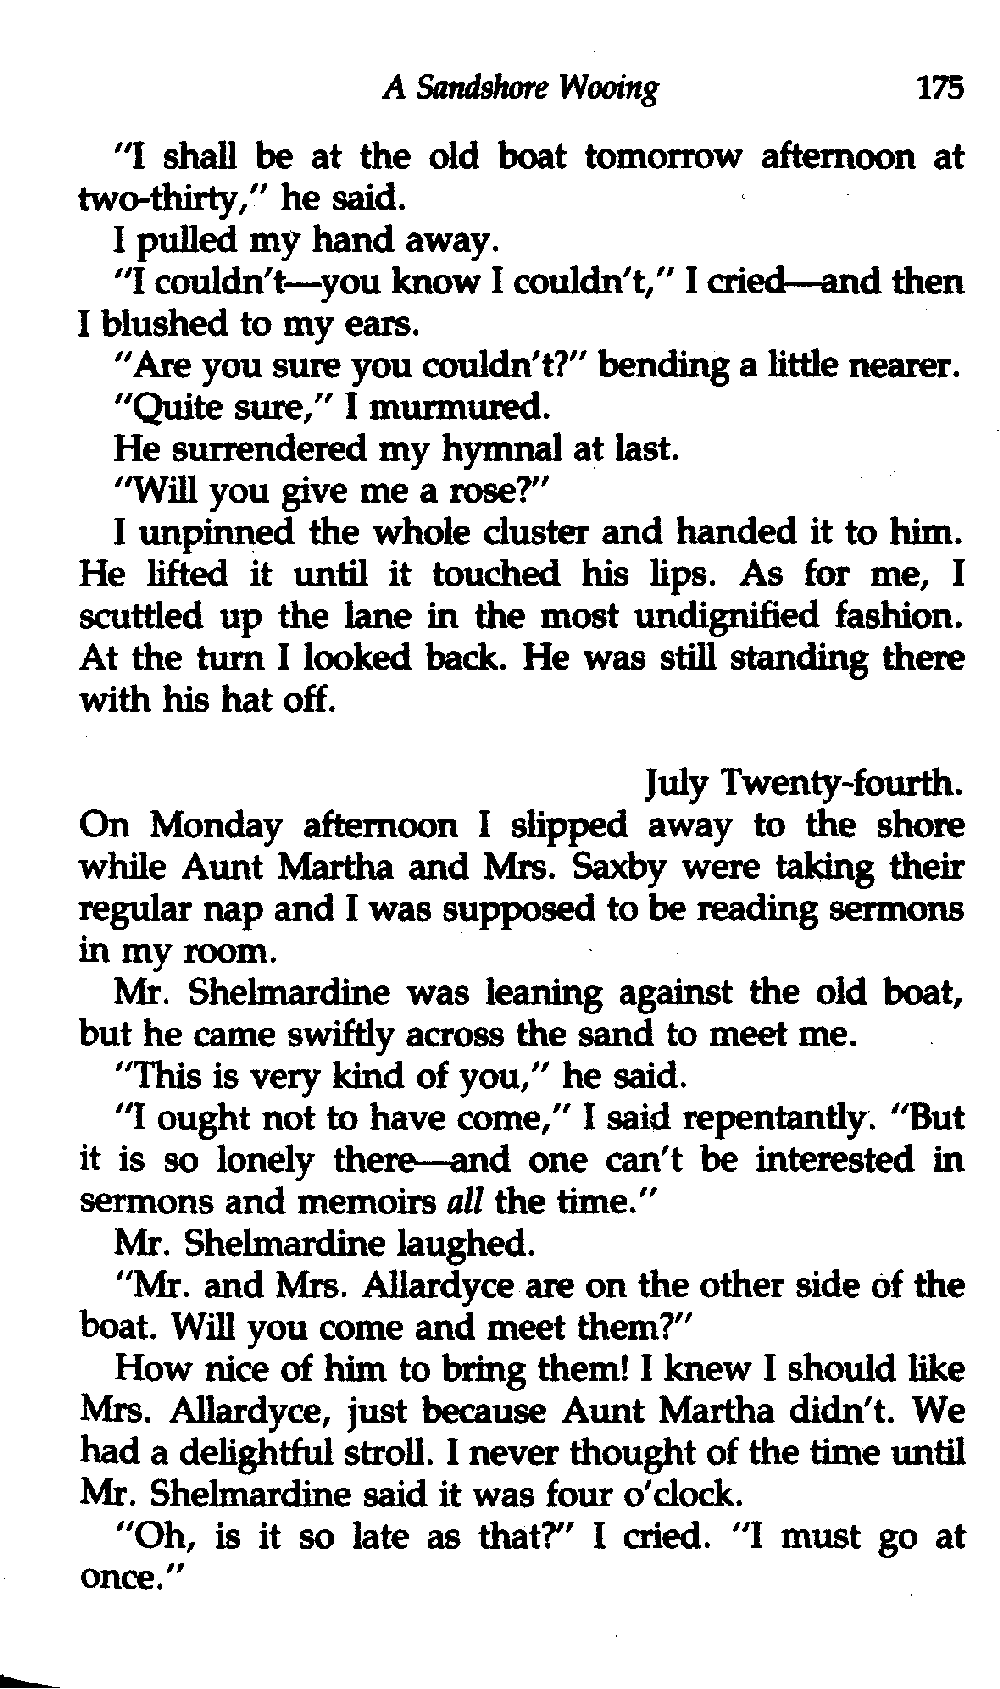 A Sandshore Wooing 175
"I shall be at the old boat tomorrow afternoon at
two-thirty," he said.
I pulled my hand away.
"I couldn't—you know I couldn't," I cried—and then
I blushed to my ears.
"Are you sure you couldn't?" bending a little nearer.
"Quite sure," I murmured.
He surrendered my hymnal at last.
"Will you give me a rose?"
I unpinned the whole cluster and handed it to him.
He lifted it until it touched his lips. As for me, I
scuttled up the lane in the most undignified fashion.
At the turn I looked back. He was still standing there
with his hat off.
July Twenty-fourth.
On Monday afternoon I slipped away to the shore
while Aunt Martha and Mrs. Saxby were taking their
regular nap and I was supposed to be reading sermons
in my room.
Mr. Shelmardine was leaning against the old boat,
but he came swiftly across the sand to meet me.
"This is very kind of you," he said.
"I ought not to have come," I said repentantly. "But
it is so lonely there—and one can't be interested in
sermons and memoirs all the time."
Mr. Shelmardine laughed.
"Mr. and Mrs. Allardyce are on the other side of the
boat. Will you come and meet them?"
How nice of him to bring them! I knew I should like
Mrs. Allardyce, just because Aunt Martha didn't. We
had a delightful stroll. I never thought of the time until
Mr. Shelmardine said it was four o'clock.
"Oh, is it so late as that?" I cried. "I must go at
once."